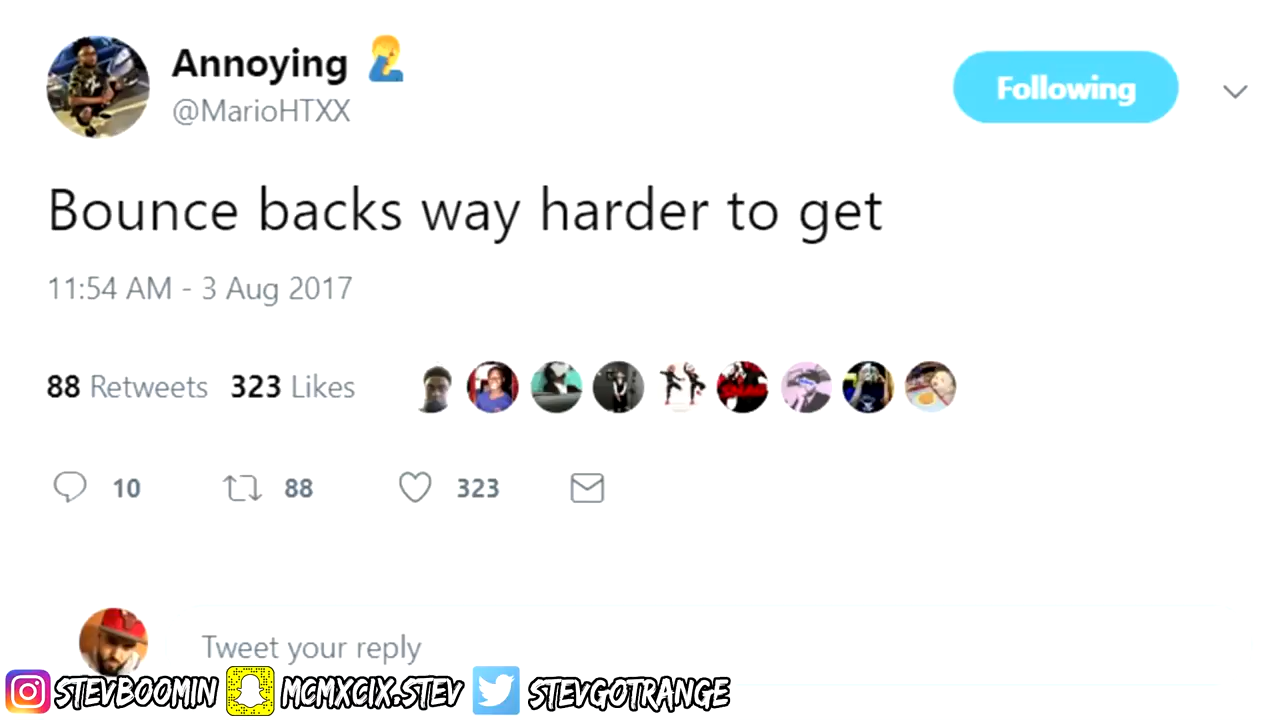 Annoying 🤦‍♂️
@MarioHTXX
Following
Bounce backs way harder to get
11:54 AM - 3 Aug 2017
88 Retweets 323 Likes
10 88 323
Tweet your reply
STEVBOOMIN MCMXCIX.STEV STEVGOTRANGE